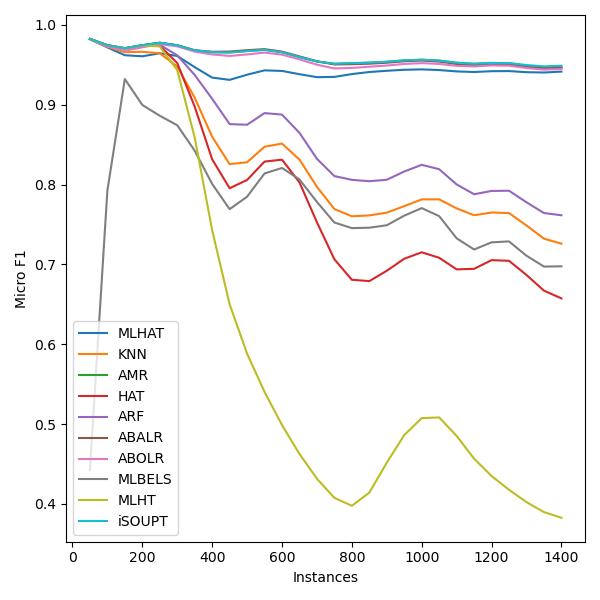 1.0
0.9
0.8
0.7
0.6
0.5
0.4
Micro F1
MLHAT
KNN
AMR
HAT
ARF
ABALR
ABOLR
MLBELS
MLHT
iSOUPT
0
200
400
600
800
1000
1200
1400
Instances